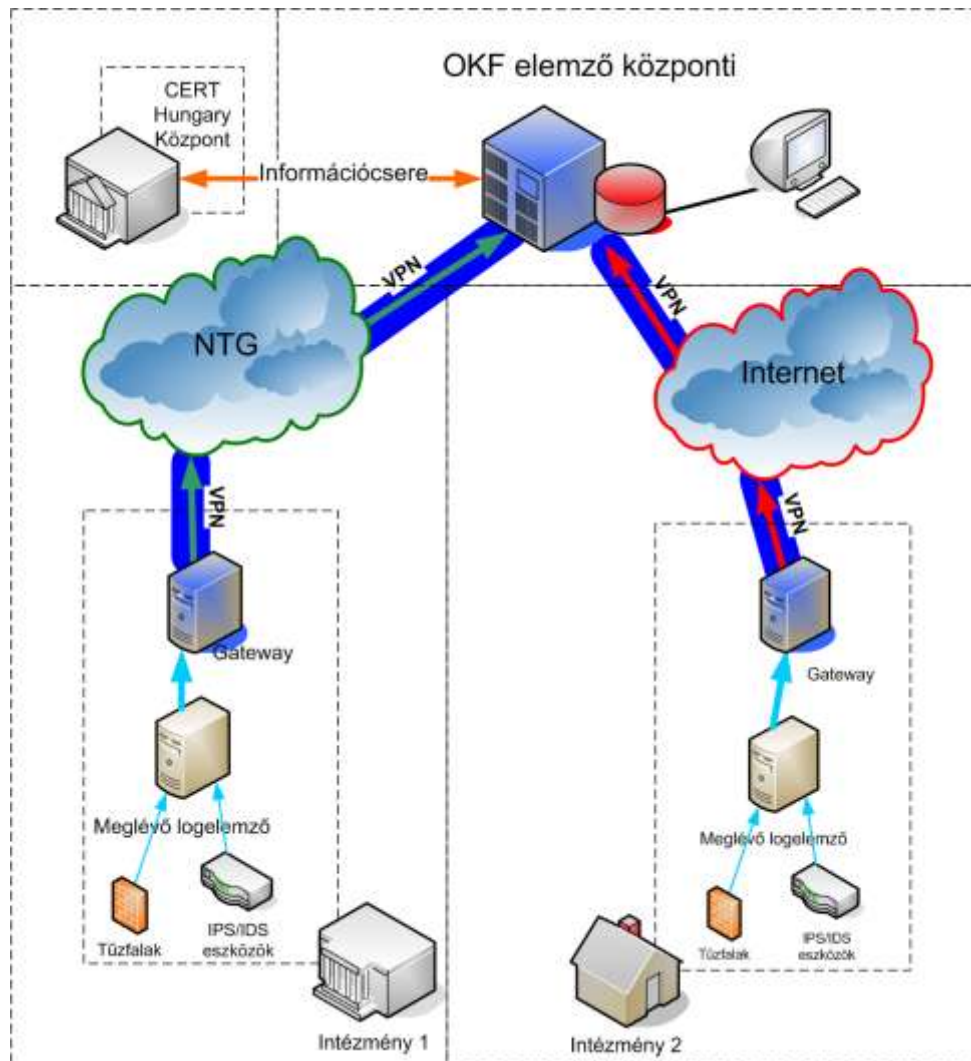 OKF elemző központi
CERT
Hungary
Központ
Információcsere
VPN
VPN
NTG
Internet
VPN
VPN
Gateway
Gateway
Meglévő logelemző
Meglévő logelemző
Tűzfalak
IPS/IDS
eszközök
Tűzfalak
IPS/IDS
eszközök
Intézmény 1
Intézmény 2